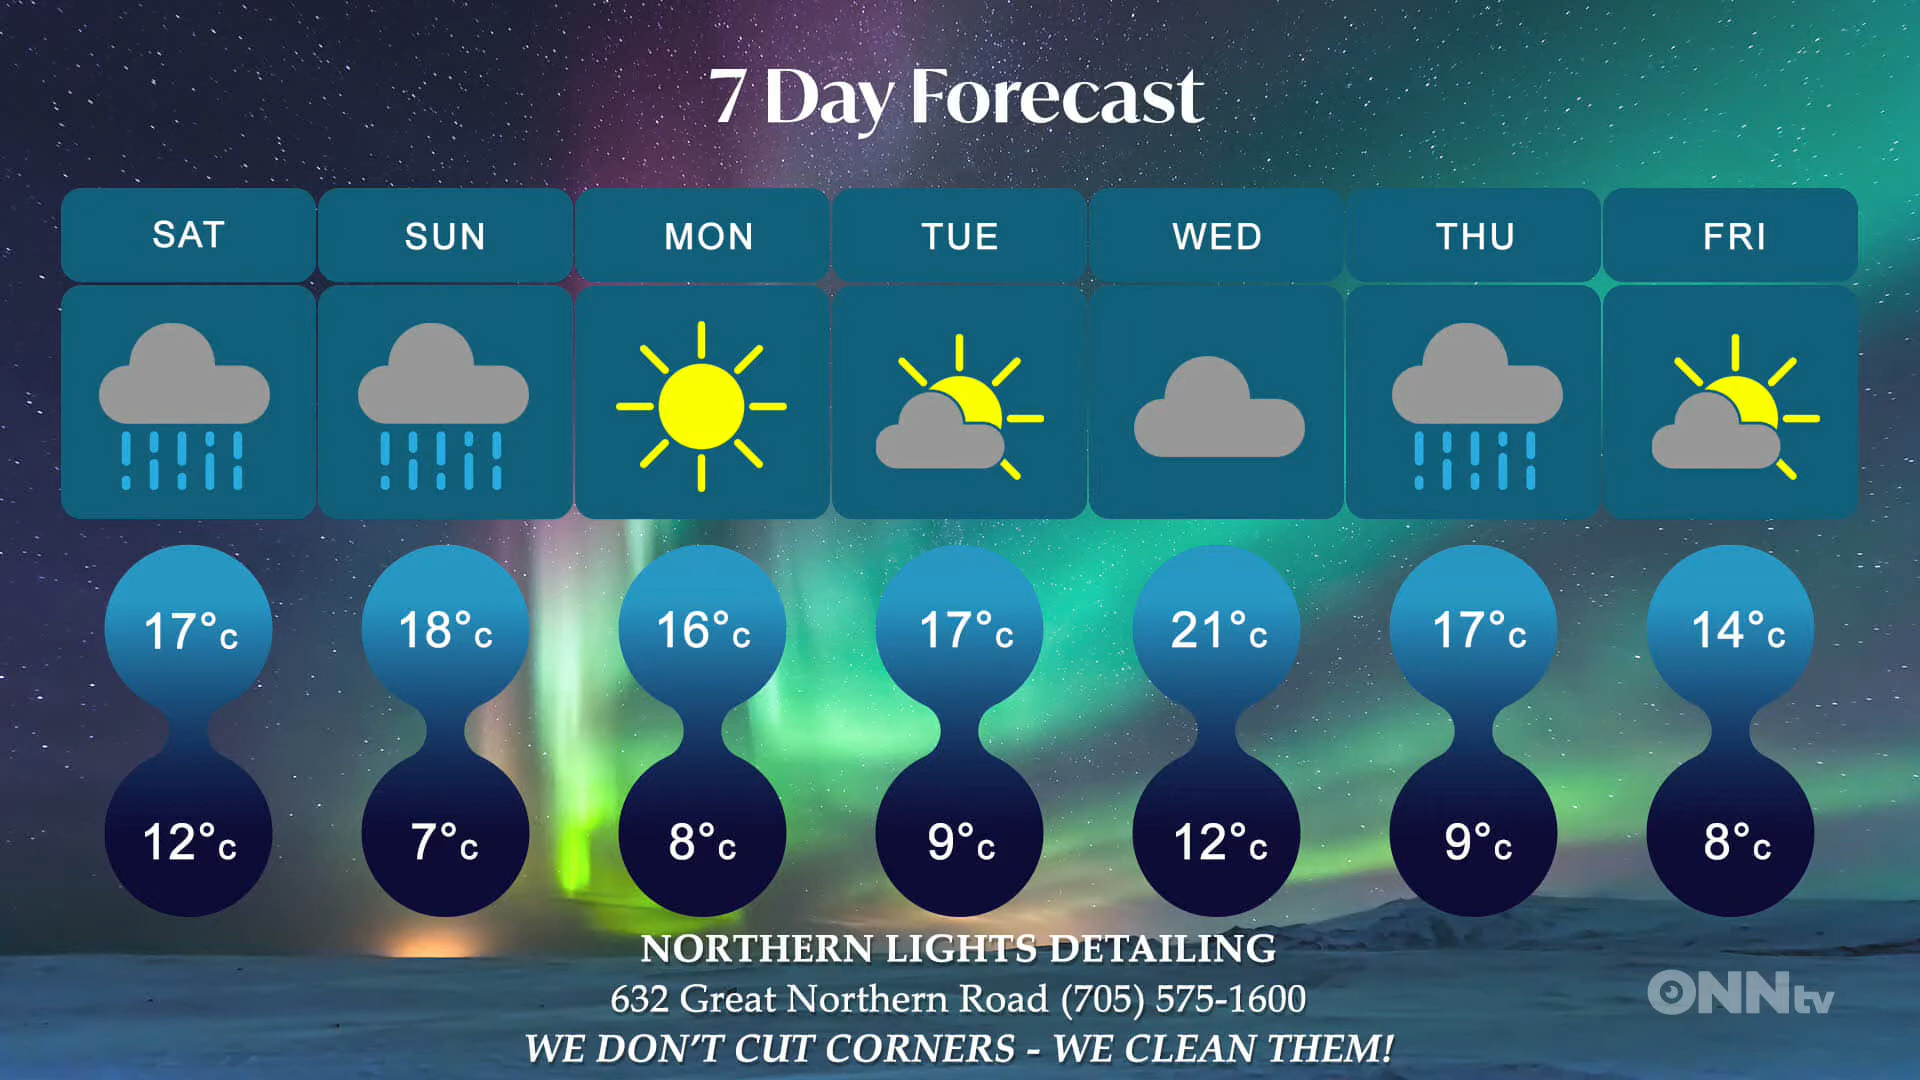 7 Day Forecast
SAT SUN MON TUE WED THU FRI
17°C 18°C 16°C 17°C 21°C 17°C 14°C
12°C 7°C 8°C 9°C 12°C 9°C 8°C
NORTHERN LIGHTS DETAILING
632 Great Northern Road (705) 575-1600
WE DON'T CUT CORNERS - WE CLEAN THEM!
ONNtv